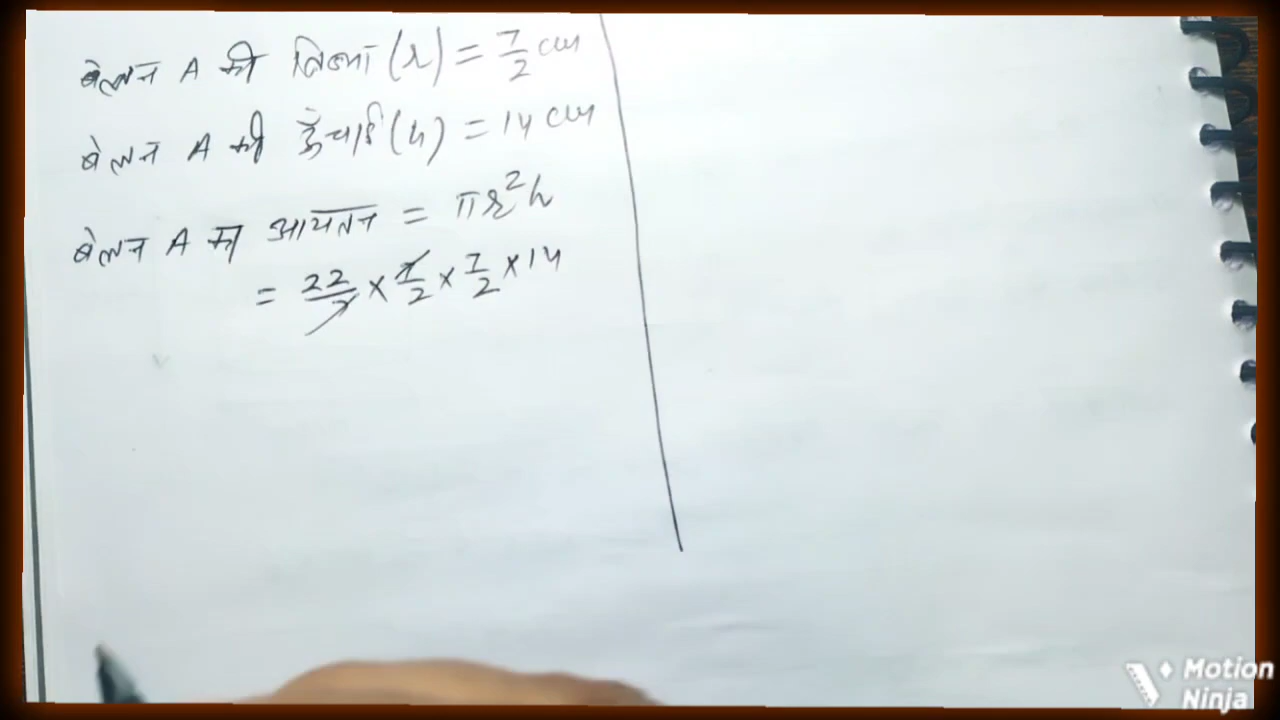 बेलन A की त्रिज्या (r) = 7/2 cm
बेलन A की ऊँचाई (h) = 14 cm
बेलन A का आयतन = πr²h
= 22/7 × 7/2 × 7/2 × 14
Motion
Ninja